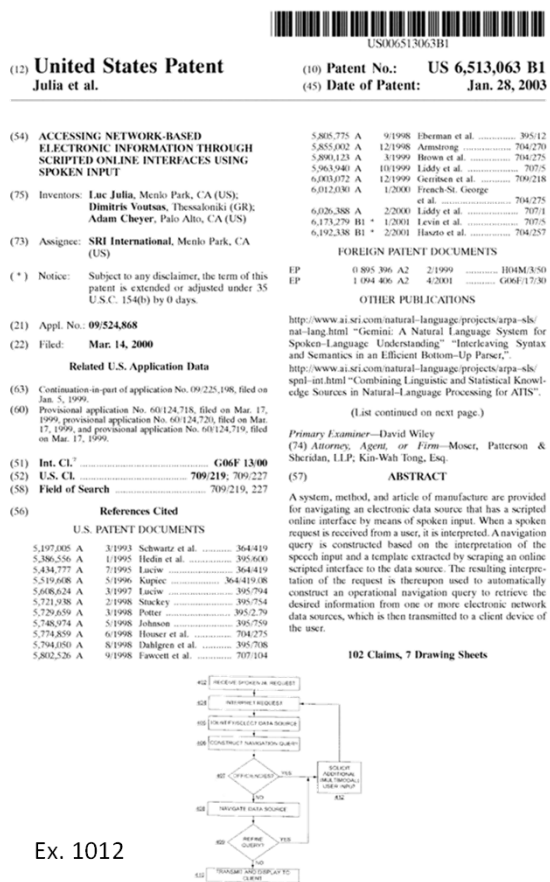 US006513063B1
(12) United States Patent
Julia et al.
(10) Patent No.: US 6,513,063 B1
(45) Date of Patent: Jan. 28, 2003
(54) ACCESSING NETWORK-BASED
ELECTRONIC INFORMATION THROUGH
SCRIPTED ONLINE INTERFACES USING
SPOKEN INPUT
(75) Inventors: Luc Julia, Menlo Park, CA (US);
Dimitris Voutsas, Thessaloniki (GR);
Adam Cheyer, Palo Alto, CA (US)
(73) Assignee: SRI International, Menlo Park, CA
(US)
( * ) Notice: Subject to any disclaimer, the term of this
patent is extended or adjusted under 35
U.S.C. 154(b) by 0 days.
(21) Appl. No.: 09/524,868
(22) Filed: Mar. 14, 2000
Related U.S. Application Data
(63) Continuation-in-part of application No. 09/225,198, filed on
Jan. 5, 1999.
(60) Provisional application No. 60/124,718, filed on Mar. 17,
1999, provisional application No. 60/124,720, filed on Mar.
17, 1999, and provisional application No. 60/124,719, filed
on Mar. 17, 1999.
(51) Int. Cl.7 ........ G06F 13/00
(52) U.S. Cl. ........ 709/219; 709/227
(58) Field of Search ........ 709/219, 227
(56) References Cited
U.S. PATENT DOCUMENTS
5,197,005 A 3/1993 Schwartz et al. ........ 364/419
5,386,556 A 1/1995 Hedin et al. ........ 395/600
5,434,777 A 7/1995 Luciw ........ 364/419
5,519,608 A 5/1996 Kupiec ........ 364/419.08
5,608,624 A 3/1997 Luciw ........ 395/794
5,721,938 A 2/1998 Stuckey ........ 395/754
5,729,659 A 3/1998 Potter ........ 395/2.79
5,748,974 A 5/1998 Johnson ........ 395/759
5,774,859 A 6/1998 Houser et al. ........ 704/275
5,794,050 A 8/1998 Dahlgren et al. ........ 395/708
5,802,526 A 9/1998 Fawcett et al. ........ 707/104
5,805,775 A 9/1998 Eberman et al. ........ 395/12
5,855,002 A 12/1998 Armstrong ........ 704/270
5,890,123 A 3/1999 Brown et al. ........ 704/275
5,963,940 A 10/1999 Liddy et al. ........ 707/5
6,003,072 A 12/1999 Gerritsen et al. ........ 709/218
6,012,030 A 1/2000 French-St. George
et al. ........ 704/275
6,026,388 A 2/2000 Liddy et al. ........ 707/1
6,173,279 B1 * 1/2001 Levin et al. ........ 707/5
6,192,338 B1 * 2/2001 Haszto et al. ........ 704/257
FOREIGN PATENT DOCUMENTS
EP 0 895 396 A2 2/1999 ........ H04M/3/50
EP 1 094 406 A2 4/2001 ........ G06F/17/30
OTHER PUBLICATIONS
http://www.ai.sri.com/natural-language/projects/arpa-sls/
nat-lang.html "Gemini: A Natural Language System for
Spoken-Language Understanding" "Interleaving Syntax
and Semantics in an Efficient Bottom-Up Parser,".
http://www.ai.sri.com/natural-language/projects/arpa-sls/
spnl-int.html "Combining Linguistic and Statistical Knowl-
edge Sources in Natural-Language Processing for ATIS".
(List continued on next page.)
Primary Examiner—David Wiley
(74) Attorney, Agent, or Firm—Moser, Patterson &
Sheridan, LLP; Kin-Wah Tong, Esq.
(57) ABSTRACT
A system, method, and article of manufacture are provided
for navigating an electronic data source that has a scripted
online interface by means of spoken input. When a spoken
request is received from a user, it is interpreted. A navigation
query is constructed based on the interpretation of the
speech input and a template extracted by scraping an online
scripted interface to the data source. The resulting interpre-
tation of the request is thereupon used to automatically
construct an operational navigation query to retrieve the
desired information from one or more electronic network
data sources, which is then transmitted to a client device of
the user.
102 Claims, 7 Drawing Sheets
RECEIVE SPOKEN NL REQUEST
INTERPRET REQUEST
IDENTIFY/SELECT DATA SOURCE
CONSTRUCT NAVIGATION QUERY
YES
SOLICIT
ADDITIONAL
(MULTIMODAL)
USER INPUT
NO
NAVIGATE DATA SOURCE
REFINE
QUERY?
YES
NO
TRANSMIT AND DISPLAY TO
CLIENT
Ex. 1012